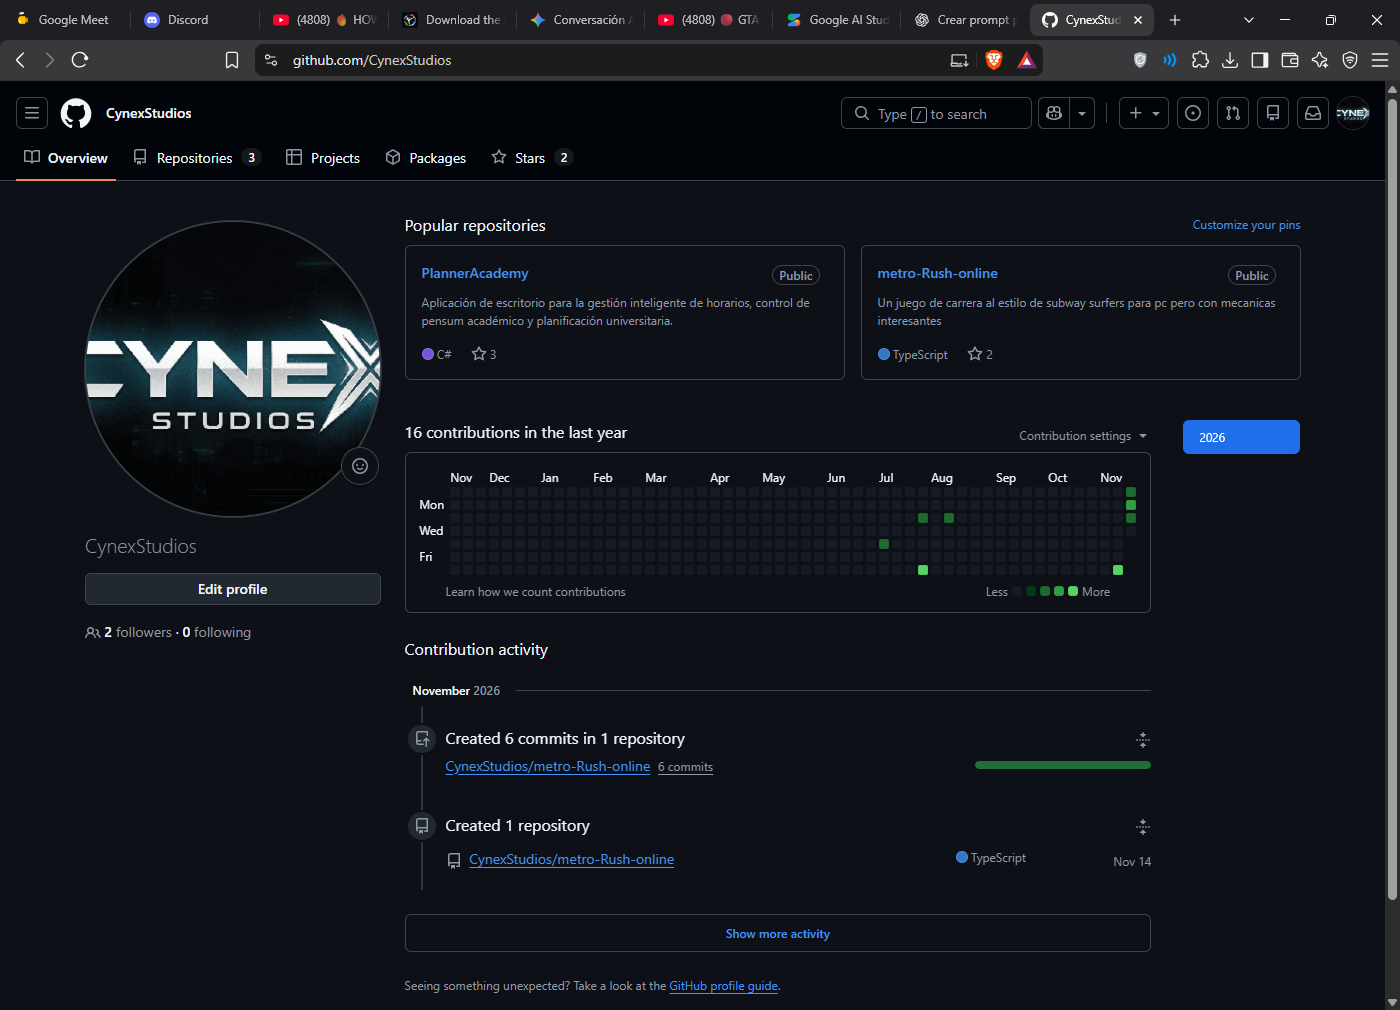 Google Meet
Discord
(4808) 🔥 HOW
Download the
Conversación
(4808) 🔴 GTA
Google AI Stud
Crear prompt
CynexStud
github.com/CynexStudios
CynexStudios
Type / to search
Overview
Repositories 3
Projects
Packages
Stars 2
CYNEX
STUDIOS
CynexStudios
Edit profile
2 followers · 0 following
Popular repositories
Customize your pins
PlannerAcademy
Public
Aplicación de escritorio para la gestión inteligente de horarios, control de
pensum académico y planificación universitaria.
C# 3
metro-Rush-online
Public
Un juego de carrera al estilo de subway surfers para pc pero con mecanicas
interesantes
TypeScript 2
16 contributions in the last year
Contribution settings
2026
Nov Dec Jan Feb Mar Apr May Jun Jul Aug Sep Oct Nov
Mon
Wed
Fri
Learn how we count contributions
Less More
Contribution activity
November 2026
Created 6 commits in 1 repository
CynexStudios/metro-Rush-online 6 commits
Created 1 repository
CynexStudios/metro-Rush-online
TypeScript
Nov 14
Show more activity
Seeing something unexpected? Take a look at the GitHub profile guide.